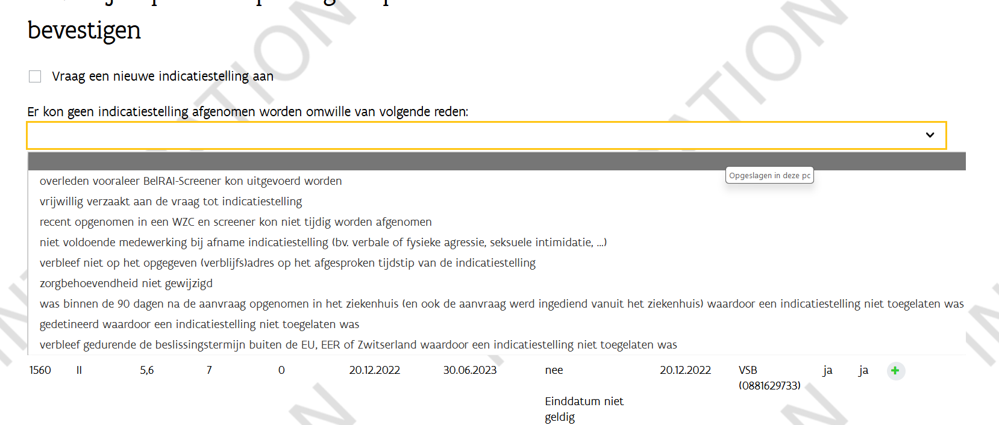 bevestigen
Vraag een nieuwe indicatiestelling aan
Er kon geen indicatiestelling afgenomen worden omwille van volgende reden:
Opgeslagen in deze pc
overleden vooraleer BelRAI-Screener kon uitgevoerd worden
vrijwillig verzaakt aan de vraag tot indicatiestelling
recent opgenomen in een WZC en screener kon niet tijdig worden afgenomen
niet voldoende medewerking bij afname indicatiestelling (bv. verbale of fysieke agressie, seksuele intimidatie, ...)
verbleef niet op het opgegeven (verblijfs)adres op het afgesproken tijdstip van de indicatiestelling
zorgbehoevendheid niet gewijzigd
was binnen de 90 dagen na de aanvraag opgenomen in het ziekenhuis (en ook de aanvraag werd ingediend vanuit het ziekenhuis) waardoor een indicatiestelling niet toegelaten was
gedetineerd waardoor een indicatiestelling niet toegelaten was
verbleef gedurende de beslissingstermijn buiten de EU, EER of Zwitserland waardoor een indicatiestelling niet toegelaten was
1560 II 5,6 7 0 20.12.2022 30.06.2023 nee 20.12.2022 VSB ja ja
(0881629733)
Einddatum niet
geldig